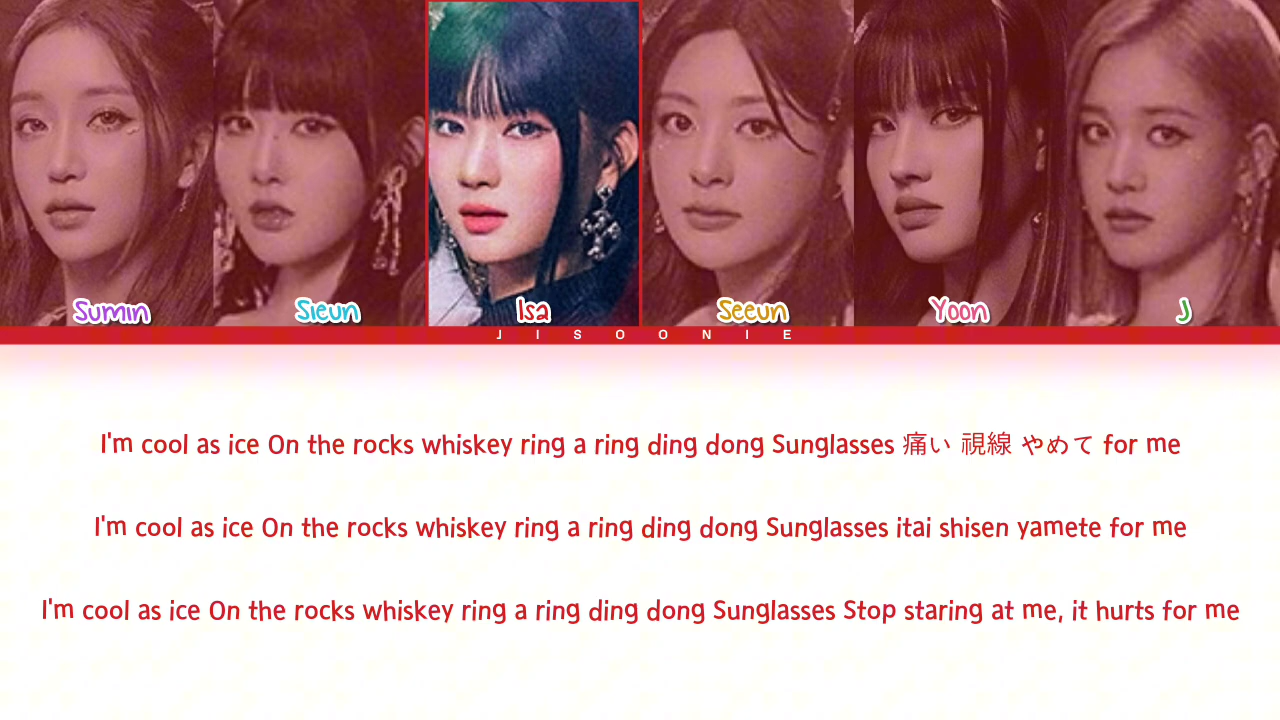 Sumin Sieun Isa Seeun Yoon J
JISOONIE
I'm cool as ice On the rocks whiskey ring a ring ding dong Sunglasses 痛い 視線 やめて for me
I'm cool as ice On the rocks whiskey ring a ring ding dong Sunglasses itai shisen yamete for me
I'm cool as ice On the rocks whiskey ring a ring ding dong Sunglasses Stop staring at me, it hurts for me